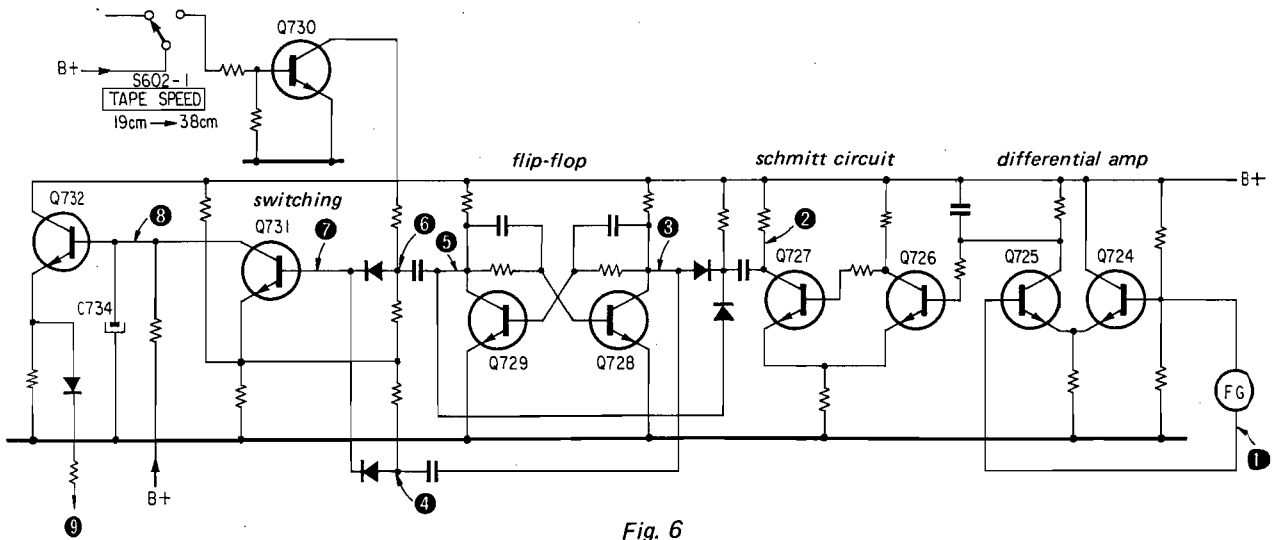 Q730
B+
S602-1
TAPE SPEED
19cm → 38cm
flip-flop
schmitt circuit
differential amp
B+
Q732
switching
8
Q731
7
6
5
3
2
Q727
Q726
Q725
Q724
C734
Q729
Q728
FG
1
B+
9
4
Fig. 6